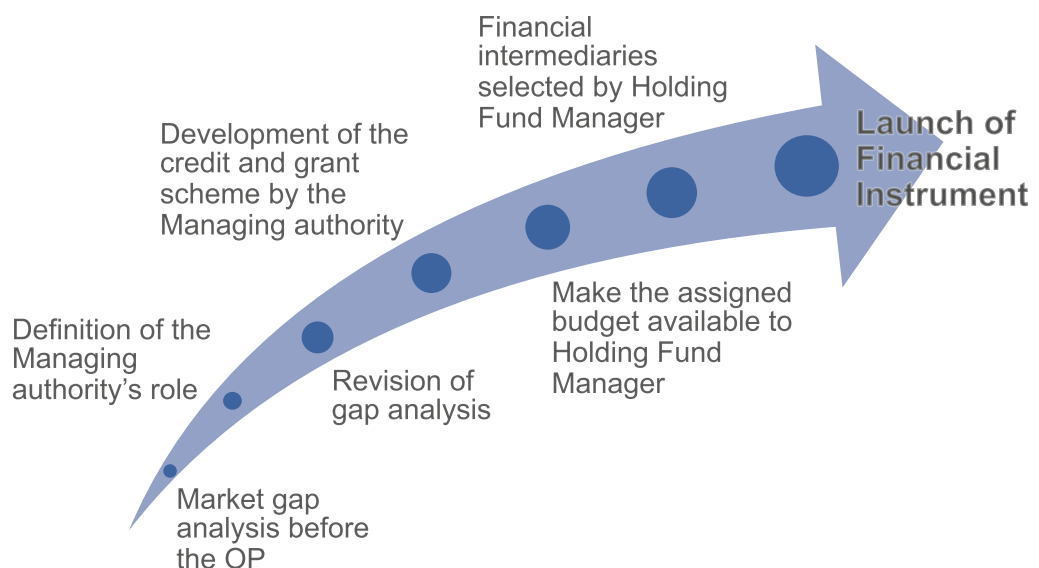 Financial
intermediaries
selected by Holding
Fund Manager
Launch of
Financial
Instrument
Development of the
credit and grant
scheme by the
Managing authority
Make the assigned
budget available to
Holding Fund
Manager
Definition of the
Managing
authority’s role
Revision of
gap analysis
Market gap
analysis before
the OP